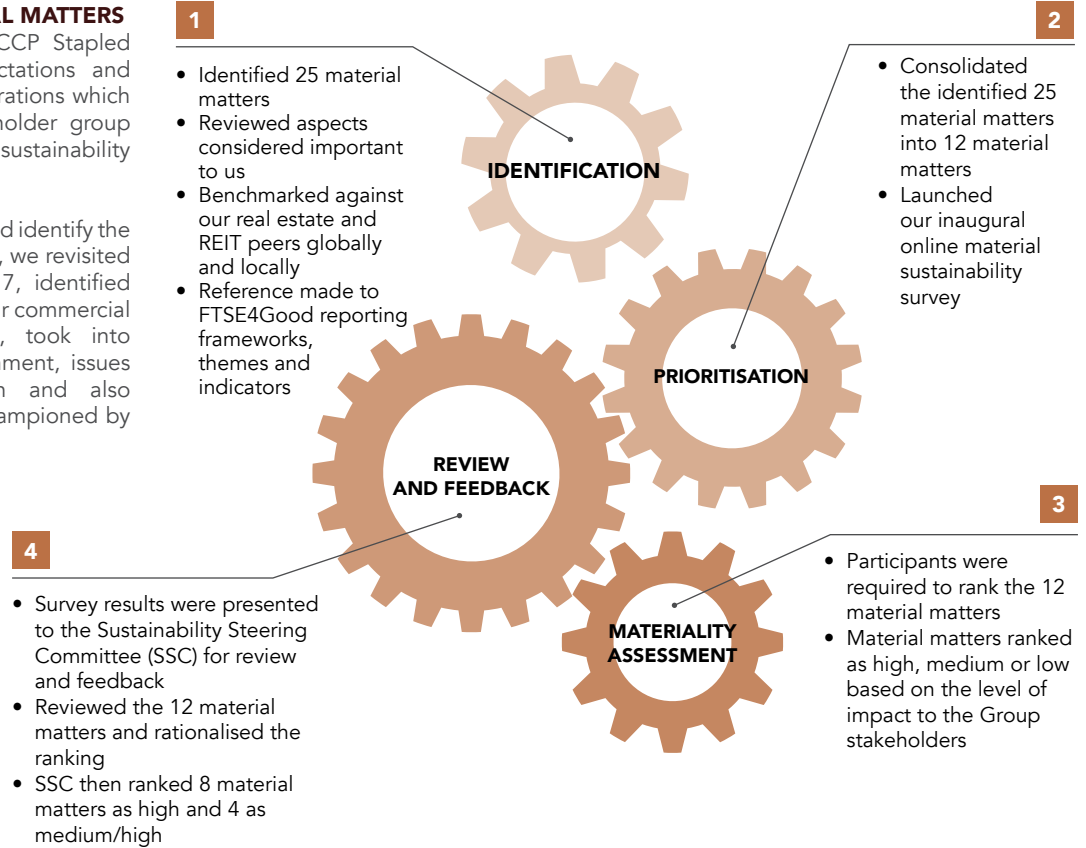 L MATTERS
CCP Stapled
ctations and
rations which
holder group
sustainability
d identify the
, we revisited
7, identified
r commercial
, took into
ment, issues
and also
ampioned by
1
• Identified 25 material
matters
• Reviewed aspects
considered important
to us
• Benchmarked against
our real estate and
REIT peers globally
and locally
• Reference made to
FTSE4Good reporting
frameworks,
themes and
indicators
IDENTIFICATION
2
• Consolidated
the identified 25
material matters
into 12 material
matters
• Launched
our inaugural
online material
sustainability
survey
PRIORITISATION
REVIEW
AND FEEDBACK
3
• Participants were
required to rank the 12
material matters
• Material matters ranked
as high, medium or low
based on the level of
impact to the Group
stakeholders
MATERIALITY
ASSESSMENT
4
• Survey results were presented
to the Sustainability Steering
Committee (SSC) for review
and feedback
• Reviewed the 12 material
matters and rationalised the
ranking
• SSC then ranked 8 material
matters as high and 4 as
medium/high